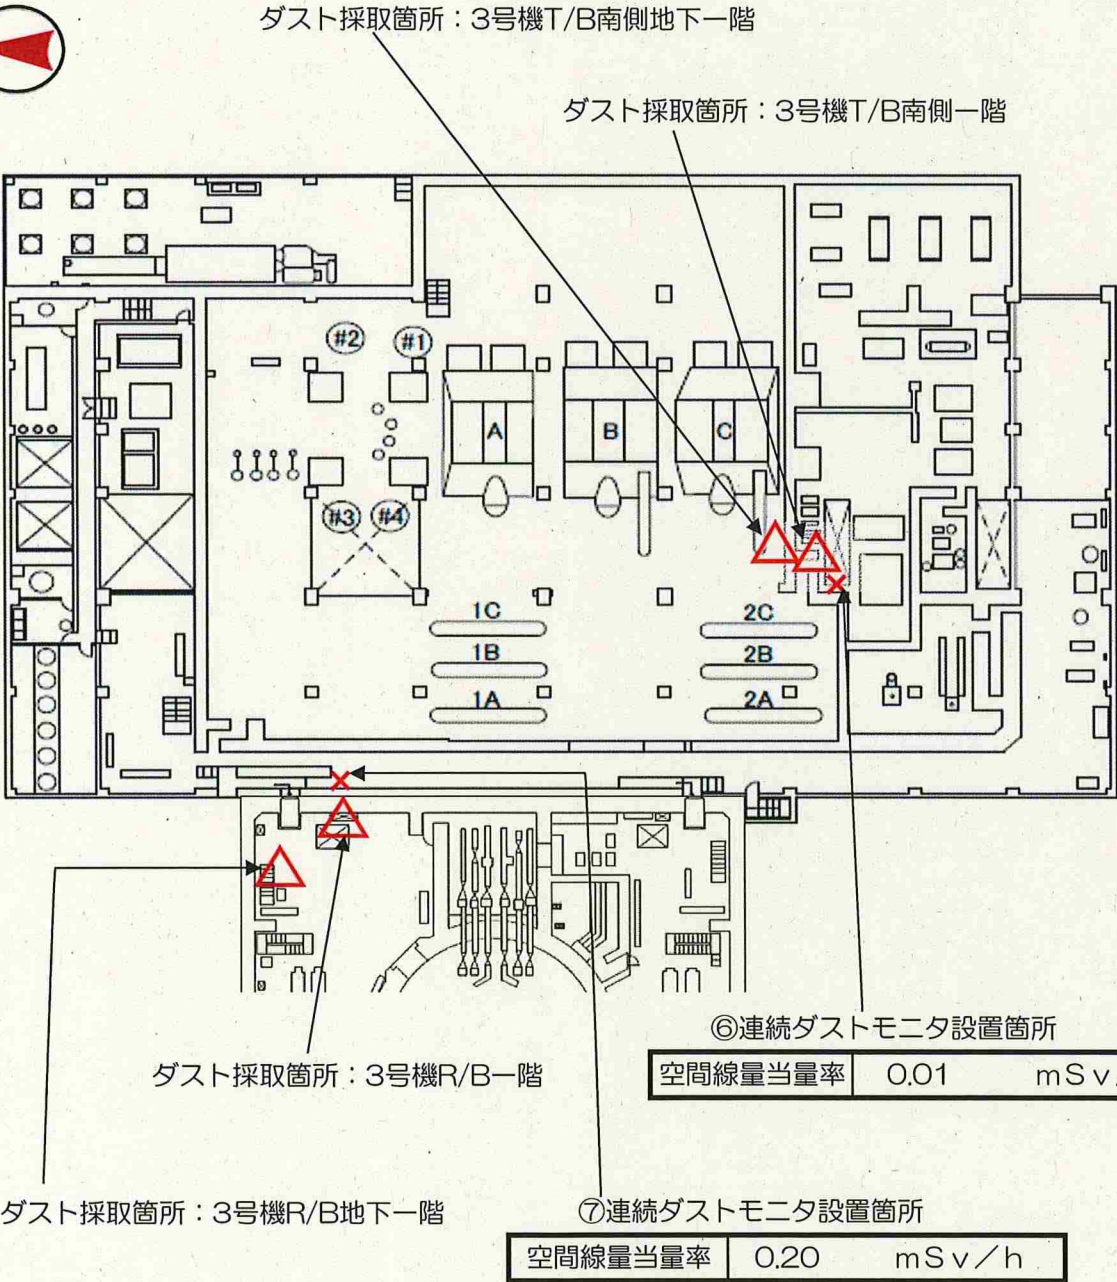 ダスト採取箇所：3号機T/B南側地下一階
ダスト採取箇所：3号機T/B南側一階
#2
#1
A
B
C
#3
#4
1C
2C
1B
2B
1A
2A
⑥連続ダストモニタ設置箇所
ダスト採取箇所：3号機R/B一階
空間線量当量率 0.01 mSv
ダスト採取箇所：3号機R/B地下一階
⑦連続ダストモニタ設置箇所
空間線量当量率 0.20 mSv／h